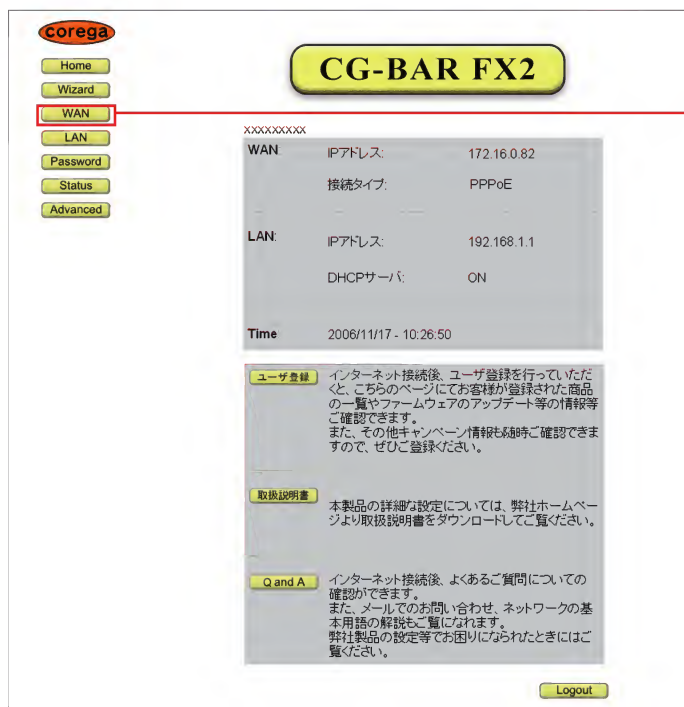 corega
CG-BAR FX2
Home
Wizard
WAN
LAN
Password
Status
Advanced
xxxxxxxxx
WAN: IPアドレス: 172.16.0.82
接続タイプ: PPPoE
LAN: IPアドレス: 192.168.1.1
DHCPサーバ: ON
Time 2006/11/17 - 10:26:50
ユーザ登録
インターネット接続後、ユーザ登録を行っていただ
くと、こちらのページにてお客様が登録された商品
の一覧やファームウェアのアップデート等の情報等
ご確認できます。
また、その他キャンペーン情報も随時ご確認できま
すので、ぜひご登録ください。
取扱説明書
本製品の詳細な設定については、弊社ホームペー
ジより取扱説明書をダウンロードしてご覧ください。
Q and A
インターネット接続後、よくあるご質問についての
確認ができます。
また、メールでのお問い合わせ、ネットワークの基
本用語の解説もご覧になれます。
弊社製品の設定等でお困りになられたときにはご
覧ください。
Logout